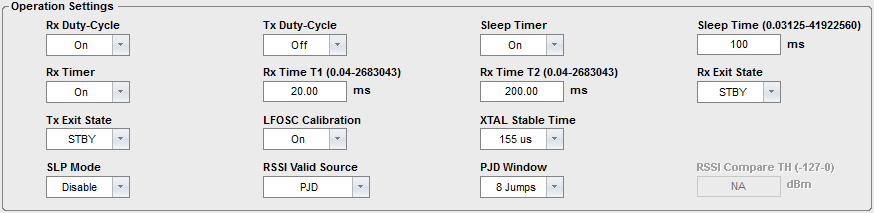 Operation Settings
Rx Duty-Cycle Tx Duty-Cycle Sleep Timer Sleep Time (0.03125-41922560)
On Off On 100 ms
Rx Timer Rx Time T1 (0.04-2683043) Rx Time T2 (0.04-2683043) Rx Exit State
On 20.00 ms 200.00 ms STBY
Tx Exit State LFOSC Calibration XTAL Stable Time
STBY On 155 us
SLP Mode RSSI Valid Source PJD Window RSSI Compare TH (-127-0)
Disable PJD 8 Jumps NA dBm